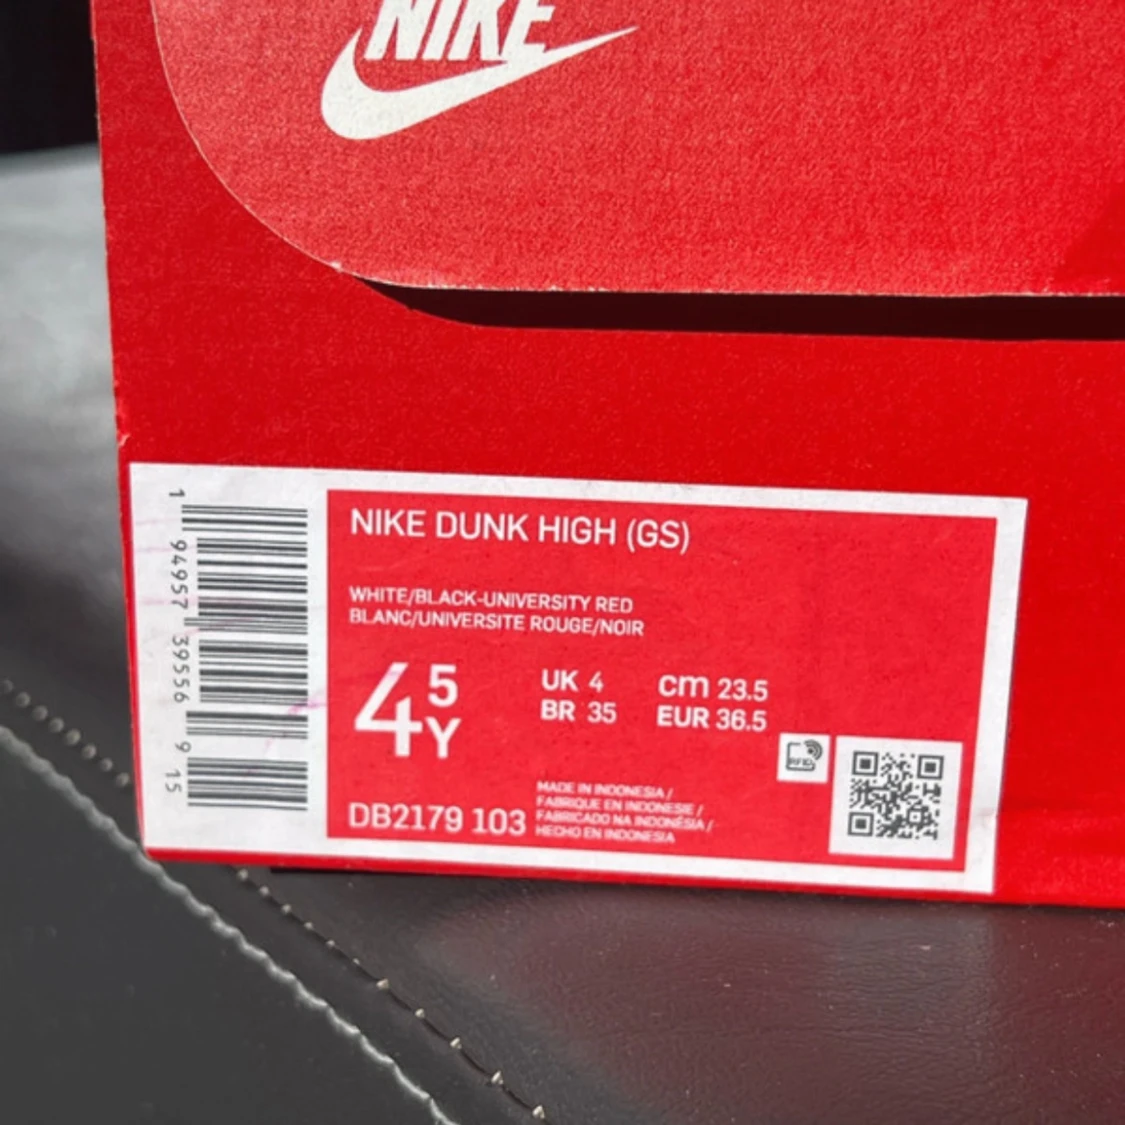 NIKE
NIKE DUNK HIGH (GS)
WHITE/BLACK-UNIVERSITY RED
BLANC/UNIVERSITE ROUGE/NOIR
4 5Y
UK 4
BR 35
cm 23.5
EUR 36.5
RFID
MADE IN INDONESIA /
FABRIQUE EN INDONESIE /
FABRICADO NA INDONÉSIA /
HECHO EN INDONESIA
DB2179 103
1 94957 39556 9 15